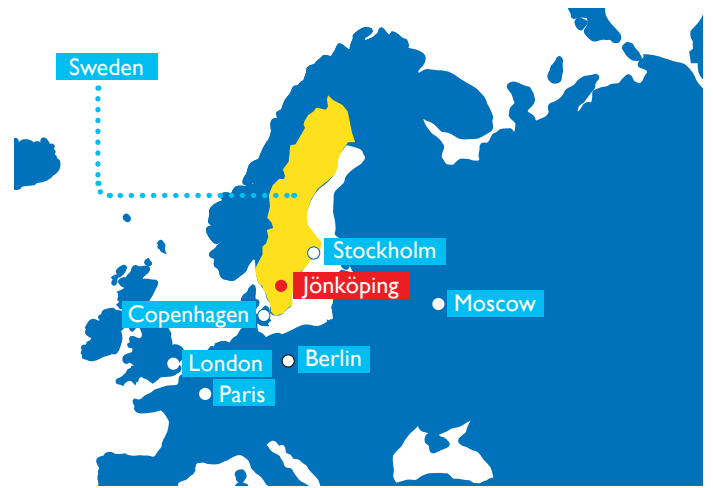 Sweden
Stockholm
Jönköping
Moscow
Copenhagen
London
Berlin
Paris